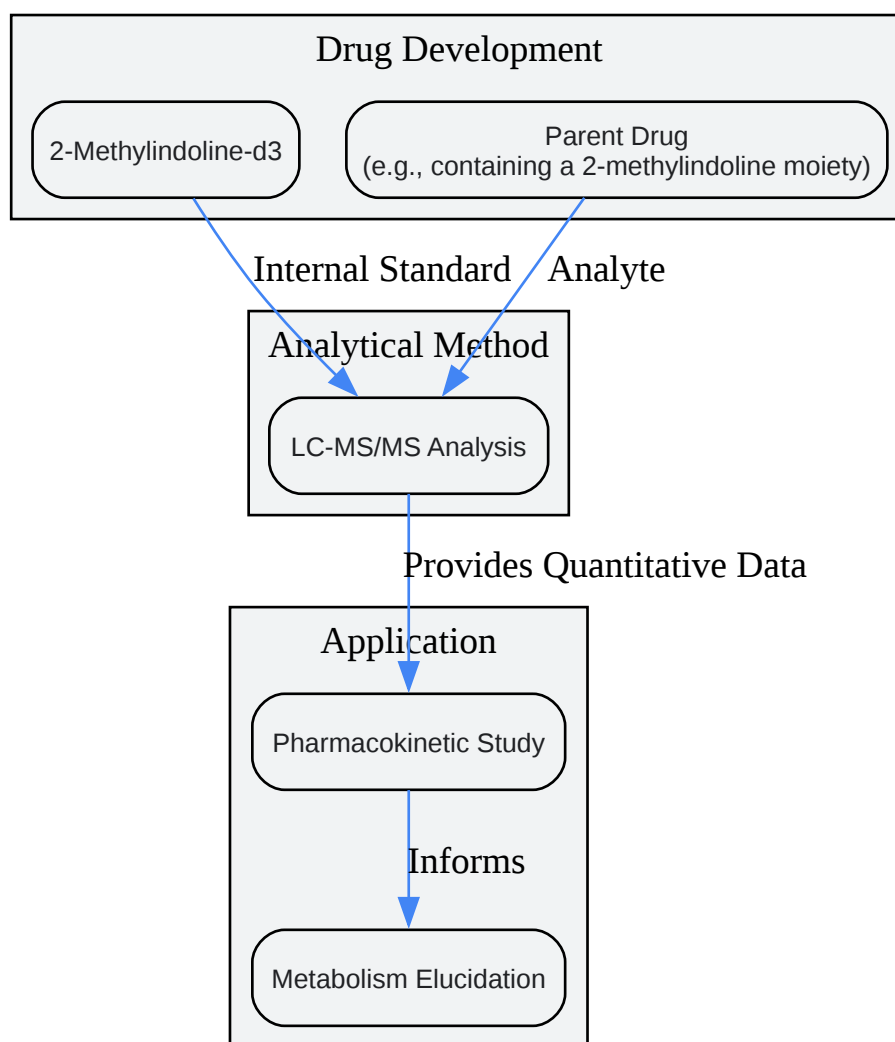 Drug Development
2-Methylindoline-d3
Parent Drug
(e.g., containing a 2-methylindoline moiety)
Internal Standard
Analyte
Analytical Method
LC-MS/MS Analysis
Provides Quantitative Data
Application
Pharmacokinetic Study
Informs
Metabolism Elucidation